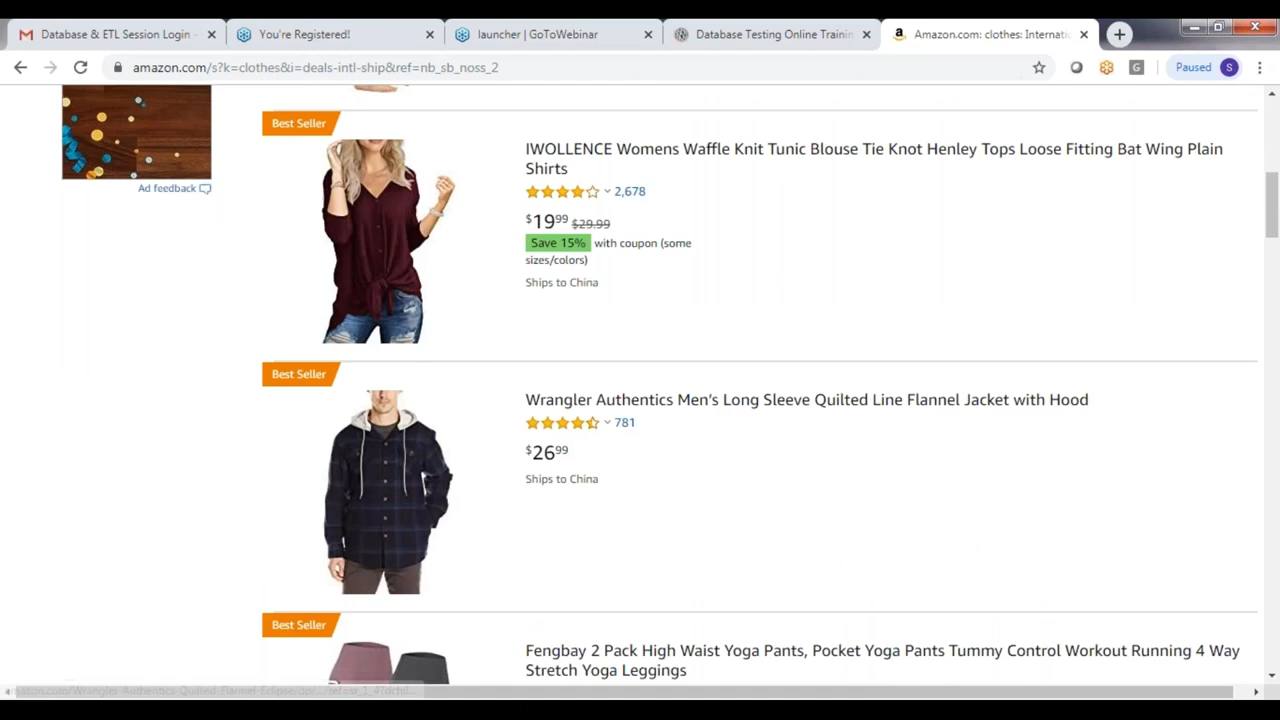 Database & ETL Session Login -
You're Registered!
launcher | GoToWebinar
Database Testing Online Trainin
Amazon.com: clothes: Internatio
amazon.com/s?k=clothes&i=deals-intl-ship&ref=nb_sb_noss_2
Paused
S
Ad feedback
Best Seller
IWOLLENCE Womens Waffle Knit Tunic Blouse Tie Knot Henley Tops Loose Fitting Bat Wing Plain
Shirts
2,678
$19.99 $29.99
Save 15% with coupon (some
sizes/colors)
Ships to China
Best Seller
Wrangler Authentics Men's Long Sleeve Quilted Line Flannel Jacket with Hood
781
$26.99
Ships to China
Best Seller
Fengbay 2 Pack High Waist Yoga Pants, Pocket Yoga Pants Tummy Control Workout Running 4 Way
Stretch Yoga Leggings